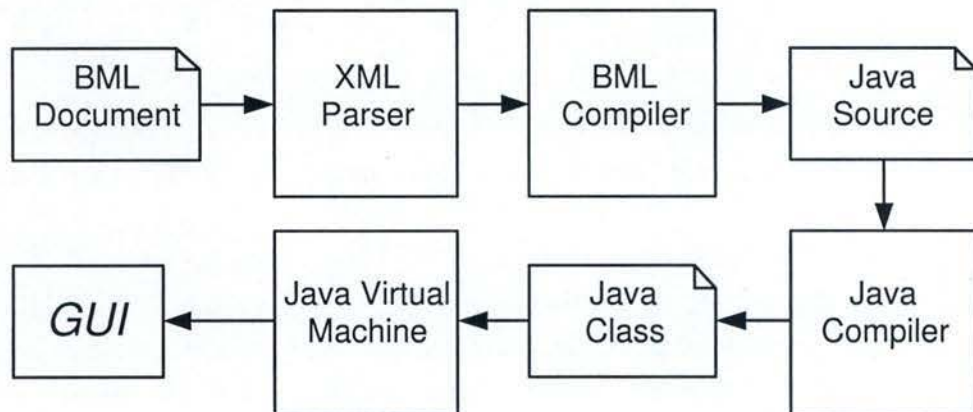 BML
Document
XML
Parser
BML
Compiler
Java
Source
Java
Compiler
Java
Class
Java Virtual
Machine
GUI